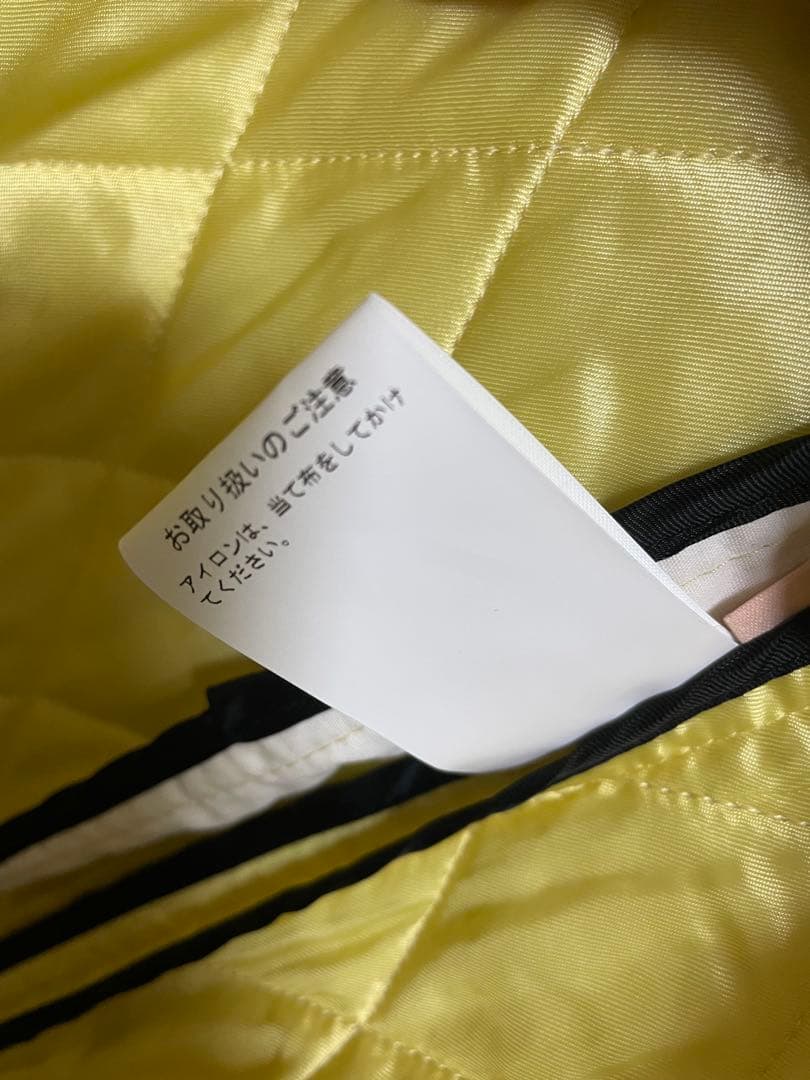 お取り扱いのご注意
アイロンは、当て布をしてかけ
てください。